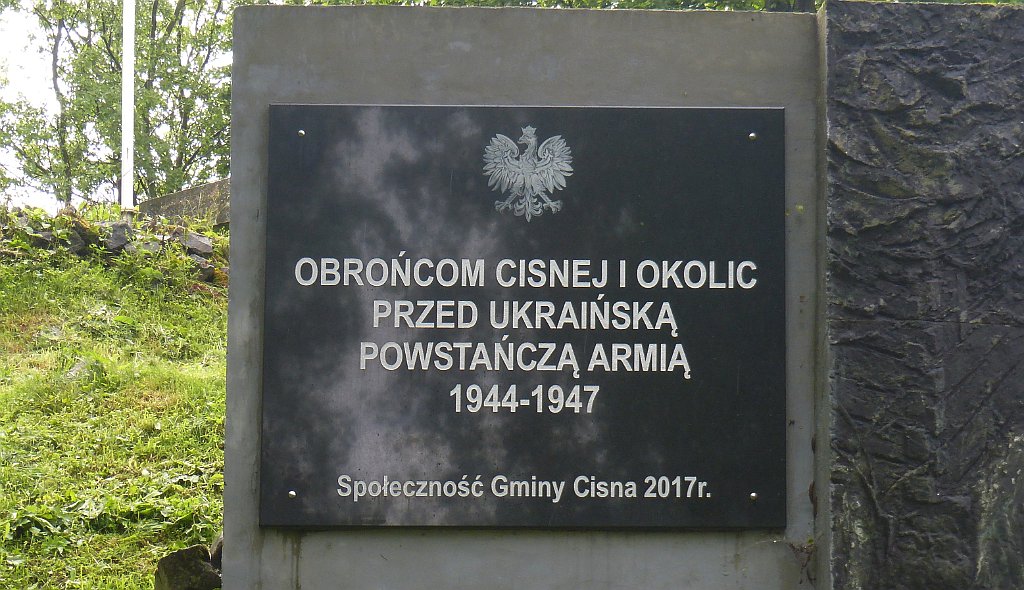 OBROŃCOM CISNEJ I OKOLIC
PRZED UKRAIŃSKĄ
POWSTAŃCZĄ ARMIĄ
1944-1947
Społeczność Gminy Cisna 2017r.